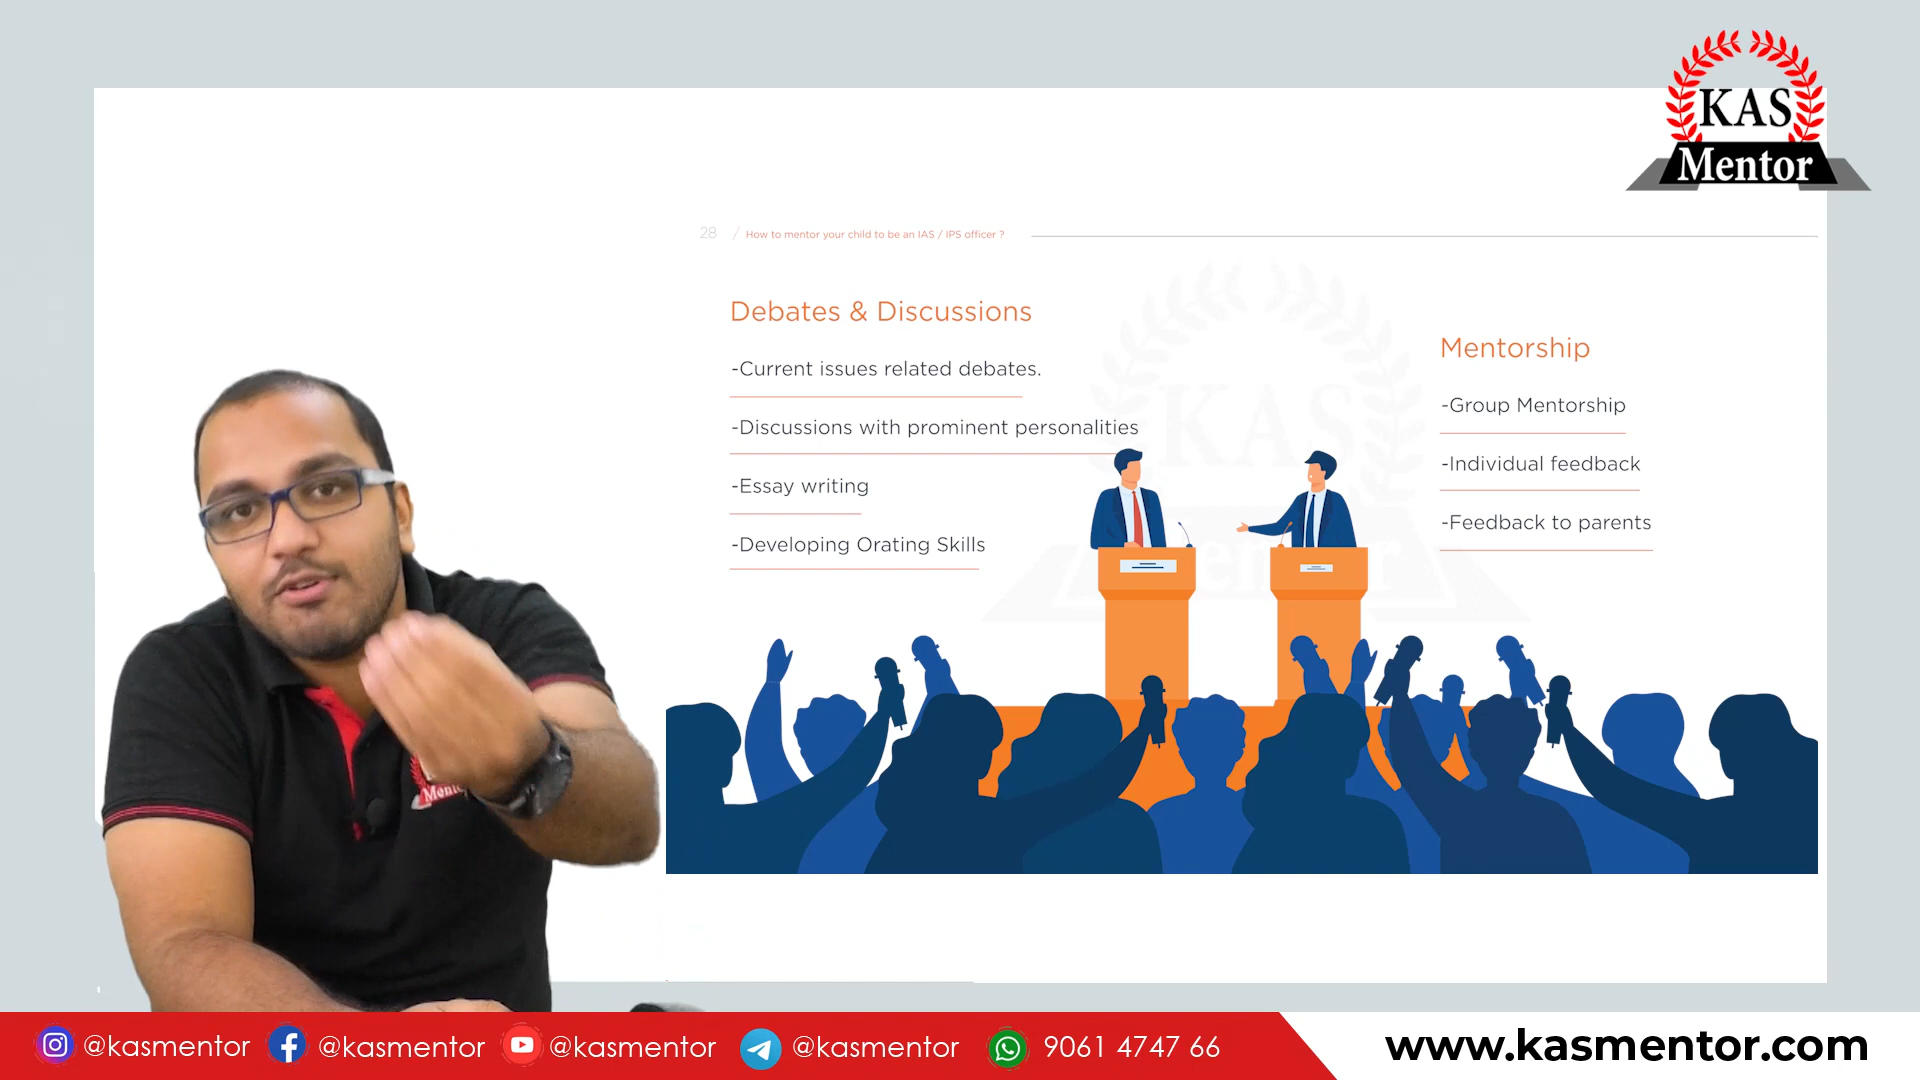 KAS
Mentor
28 / How to mentor your child to be an IAS / IPS officer ?
Debates & Discussions
-Current issues related debates.
-Discussions with prominent personalities
-Essay writing
-Developing Orating Skills
Mentorship
-Group Mentorship
-Individual feedback
-Feedback to parents
KAS
@kasmentor @kasmentor @kasmentor @kasmentor 9061 4747 66
www.kasmentor.com